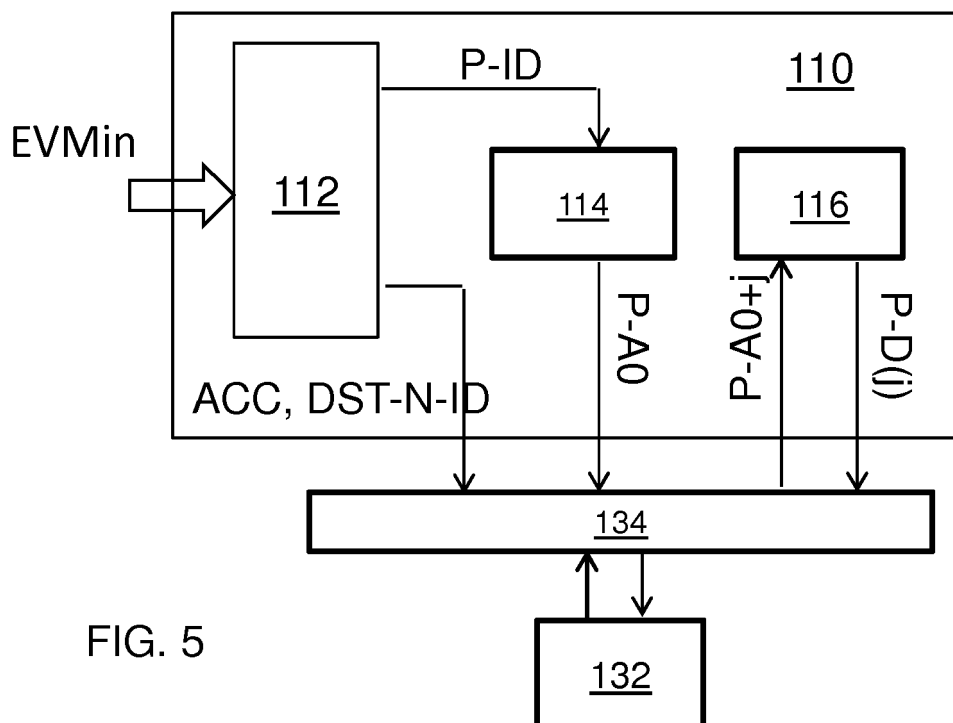 P-ID
110
EVMin
112
114
116
P-A0
P-A0+j
P-D(j)
ACC, DST-N-ID
134
FIG. 5
132